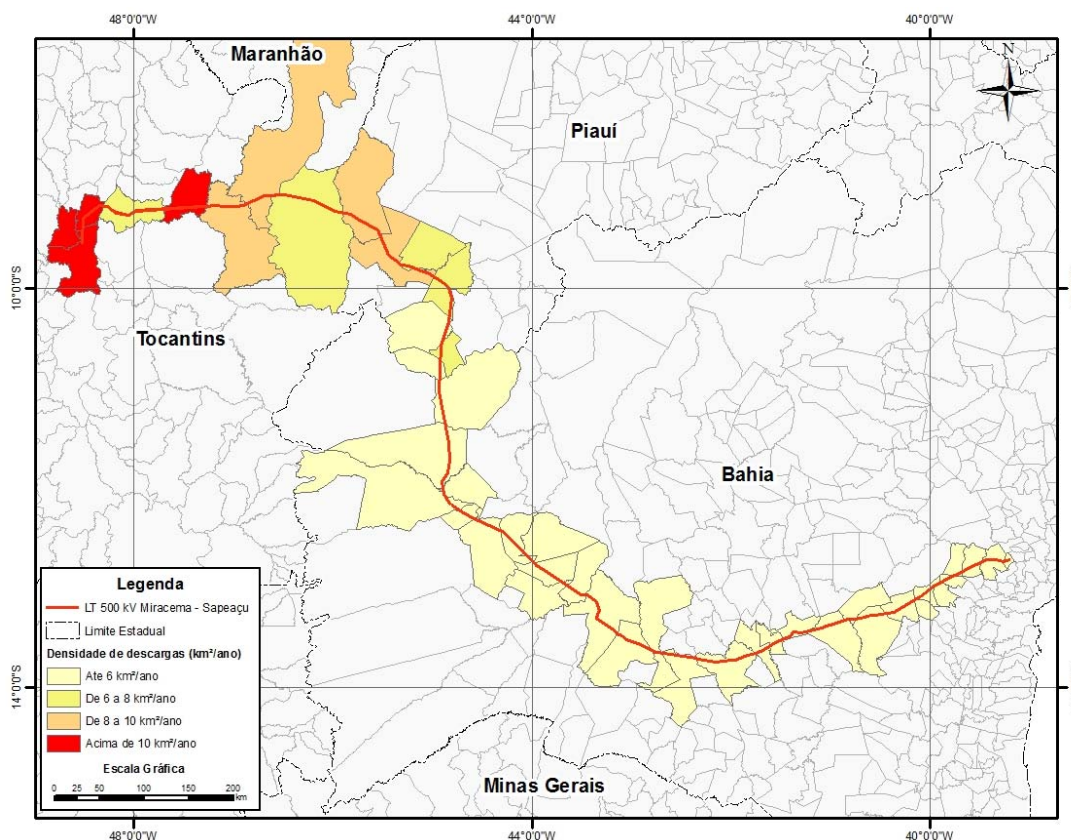 48°0'0"W 44°0'0"W 40°0'0"W
Maranhão
N
Piauí
10°0'0"S
Tocantins
Bahia
Legenda
LT 500 kV Miracema - Sapeaçu
Limite Estadual
Densidade de descargas (km²/ano)
Até 6 km²/ano
De 6 a 8 km²/ano
De 8 a 10 km²/ano
Acima de 10 km²/ano
Escala Gráfica
0 25 50 100 150 200
km
14°0'0"S
Minas Gerais
48°0'0"W 44°0'0"W 40°0'0"W